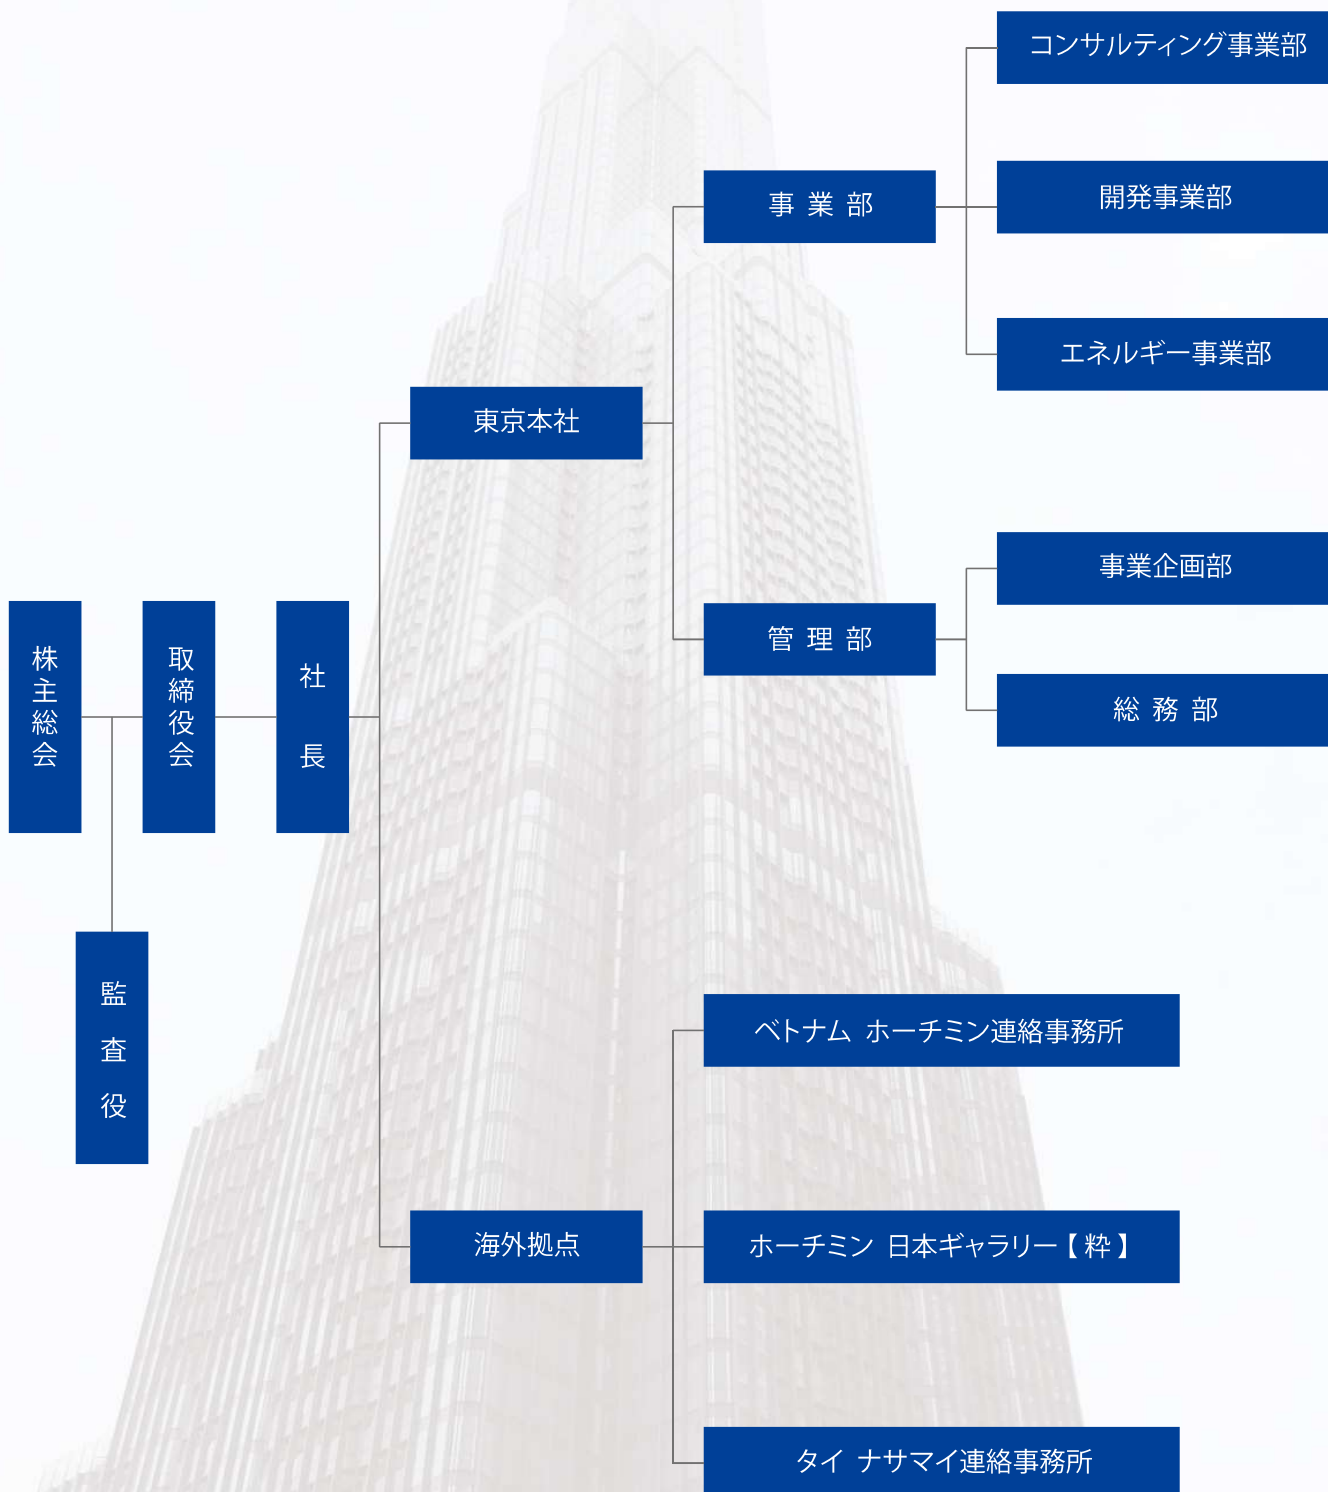 株主総会
取締役会
監査役
社長
東京本社
事業部
コンサルティング事業部
開発事業部
エネルギー事業部
管理部
事業企画部
総務部
海外拠点
ベトナム ホーチミン連絡事務所
ホーチミン 日本ギャラリー【粋】
タイ ナサマイ連絡事務所